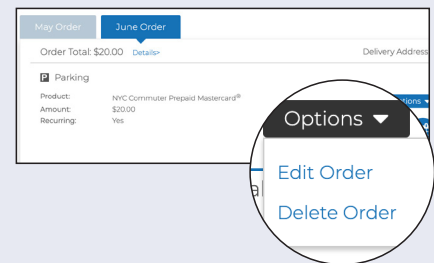 May Order
June Order
Order Total: $20.00 Details>
Delivery Address
P Parking
Product: NYC Commuter Prepaid Mastercard®
Amount: $20.00
Recurring: Yes
Options
Edit Order
Delete Order